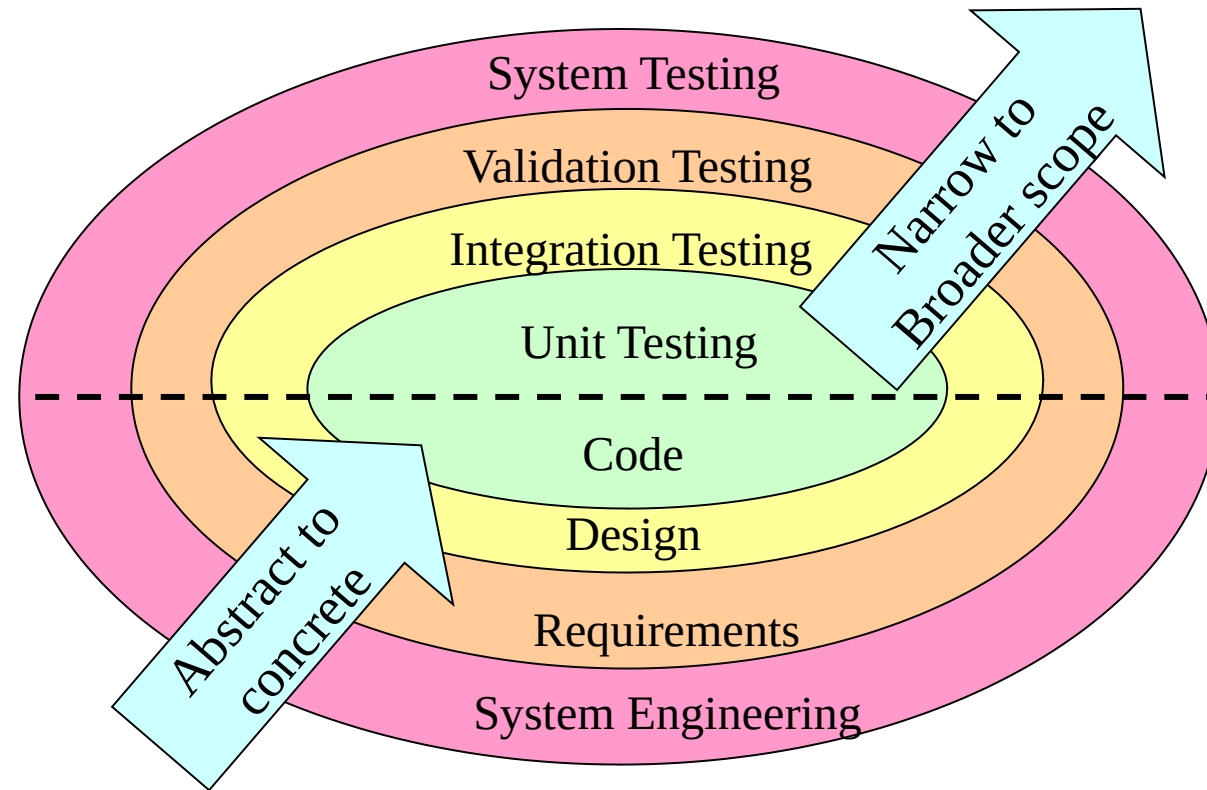 System Testing
Validation Testing
Integration Testing
Unit Testing
Narrow to
Broader scope
Code
Design
Requirements
System Engineering
Abstract to
concrete